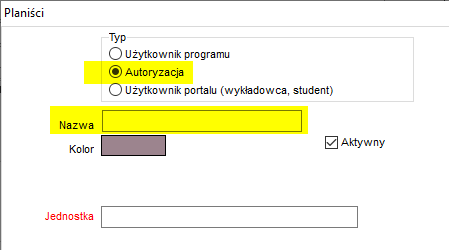 Planiści
Typ
Użytkownik programu
Autoryzacja
Użytkownik portalu (wykładowca, student)
Nazwa
Kolor
Aktywny
Jednostka